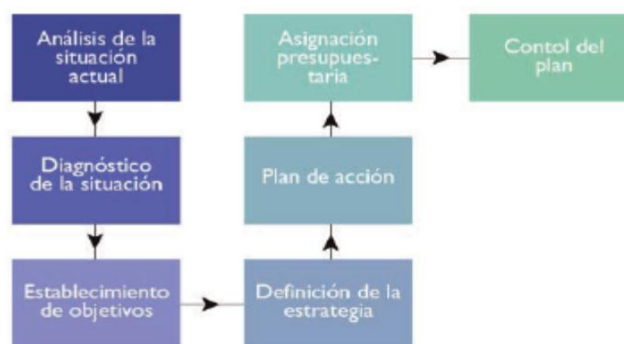 Análisis de la
situación
actual
Diagnóstico
de la situación
Establecimiento
de objetivos
Definición de la
estrategia
Plan de acción
Asignación
presupues-
taria
Contol del
plan